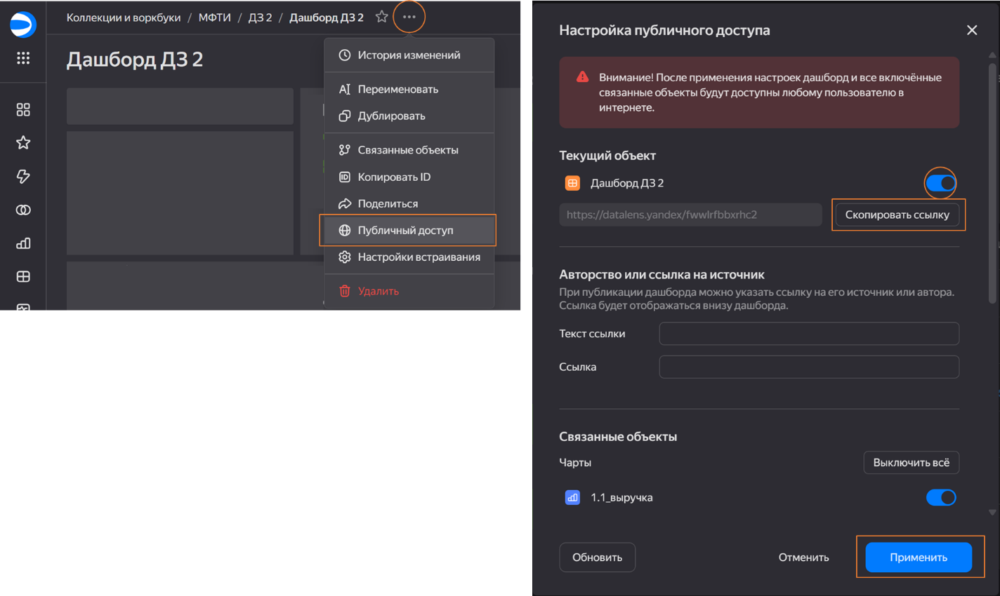 Коллекции и воркбуки / МФТИ / ДЗ 2 / Дашборд ДЗ 2
Дашборд ДЗ 2
История изменений
Переименовать
Дублировать
Связанные объекты
Копировать ID
Поделиться
Публичный доступ
Настройки встраивания
Удалить
Настройка публичного доступа
Внимание! После применения настроек дашборд и все включённые
связанные объекты будут доступны любому пользователю в
интернете.
Текущий объект
Дашборд ДЗ 2
https://datalens.yandex/fwwlrfbbxrhc2
Скопировать ссылку
Авторство или ссылка на источник
При публикации дашборда можно указать ссылку на его источник или автора.
Ссылка будет отображаться внизу дашборда.
Текст ссылки
Ссылка
Связанные объекты
Чарты
Выключить всё
1.1_выручка
Обновить
Отменить
Применить